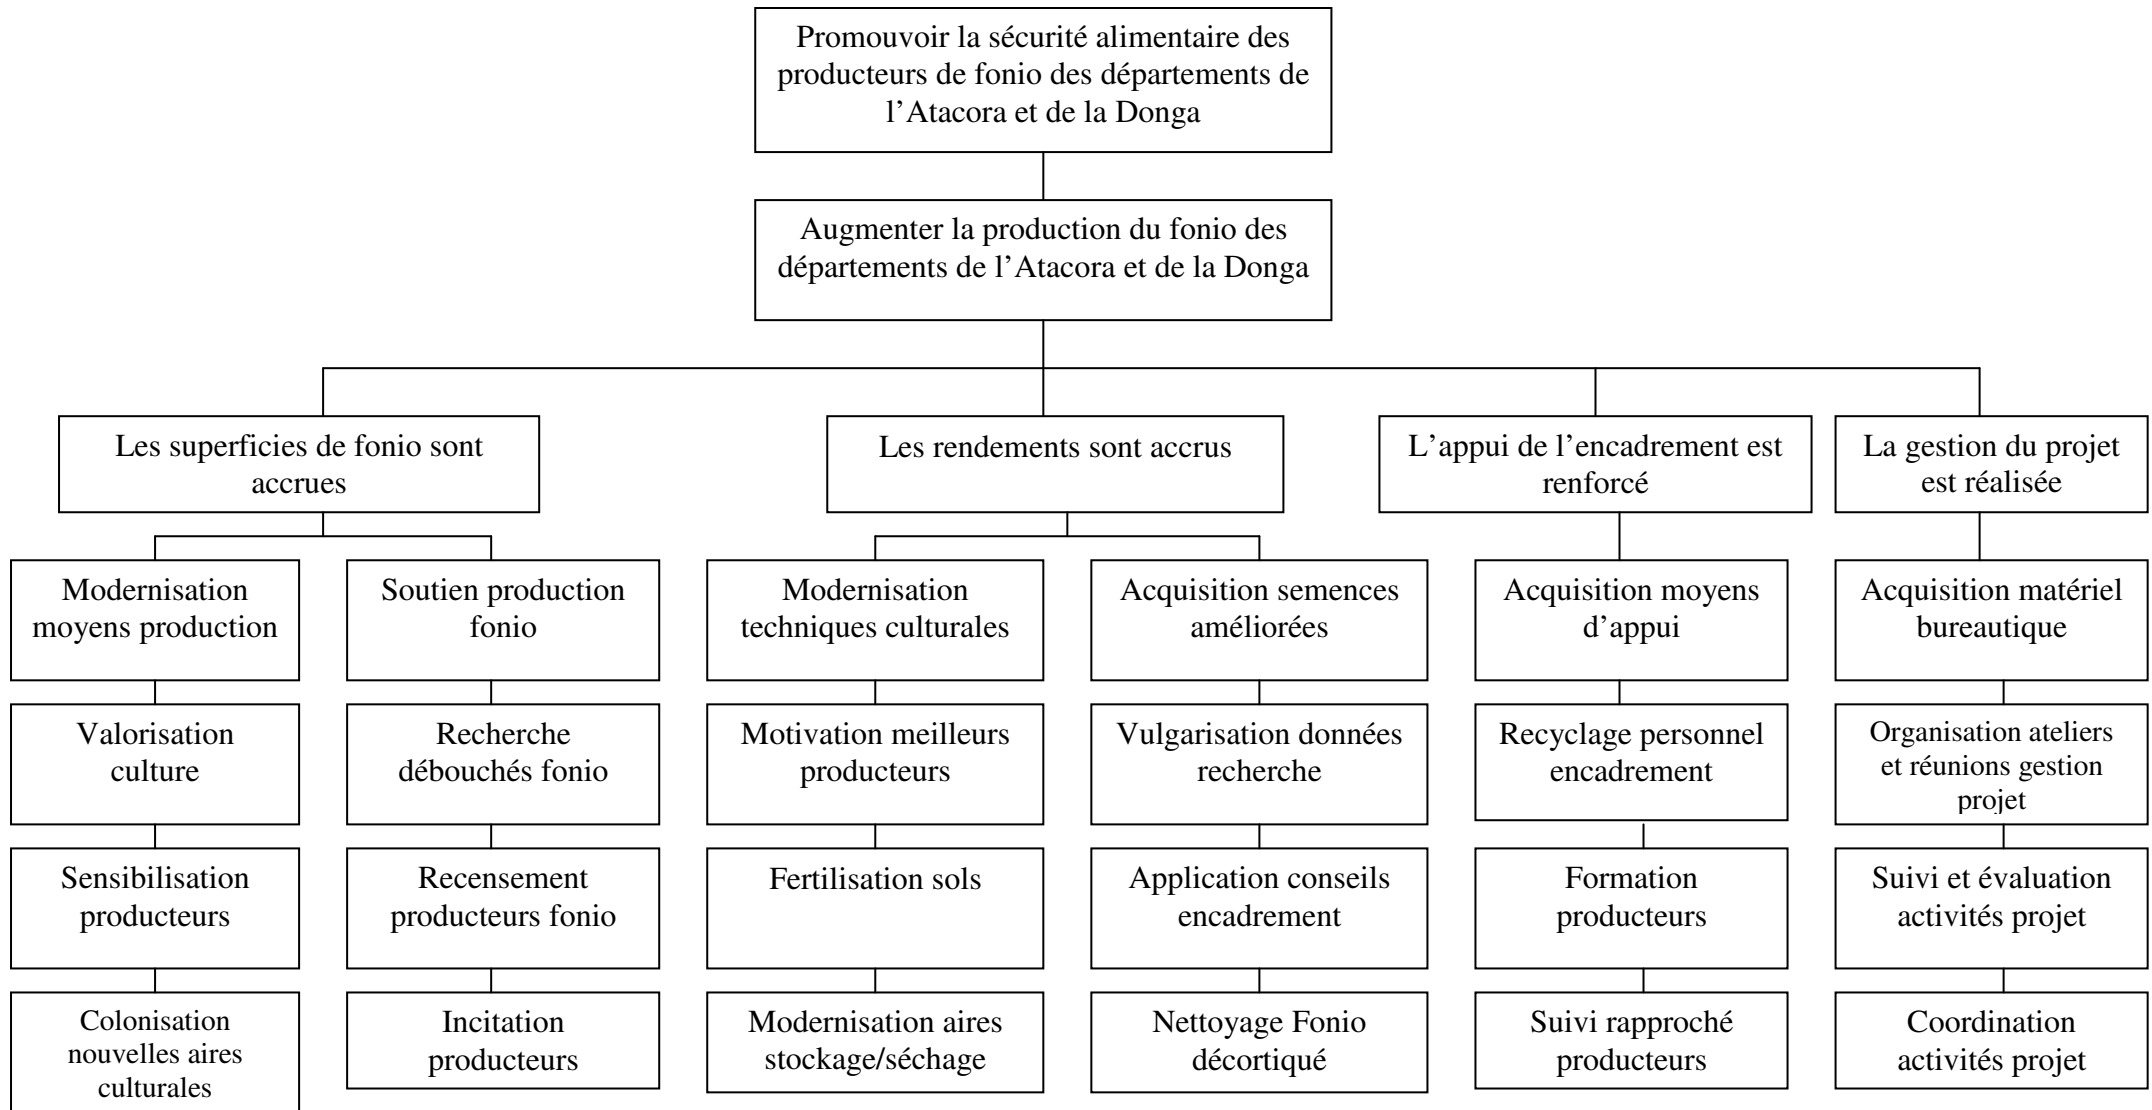 Promouvoir la sécurité alimentaire des
producteurs de fonio des départements de
l’Atacora et de la Donga
Augmenter la production du fonio des
départements de l’Atacora et de la Donga
Les superficies de fonio sont
accrues
Les rendements sont accrus
L’appui de l’encadrement est
renforcé
La gestion du projet
est réalisée
Modernisation
moyens production
Soutien production
fonio
Modernisation
techniques culturales
Acquisition semences
améliorées
Acquisition moyens
d’appui
Acquisition matériel
bureautique
Valorisation
culture
Recherche
débouchés fonio
Motivation meilleurs
producteurs
Vulgarisation données
recherche
Recyclage personnel
encadrement
Organisation ateliers
et réunions gestion
projet
Sensibilisation
producteurs
Recensement
producteurs fonio
Fertilisation sols
Application conseils
encadrement
Formation
producteurs
Suivi et évaluation
activités projet
Colonisation
nouvelles aires
culturales
Incitation
producteurs
Modernisation aires
stockage/séchage
Nettoyage Fonio
décortiqué
Suivi rapproché
producteurs
Coordination
activités projet